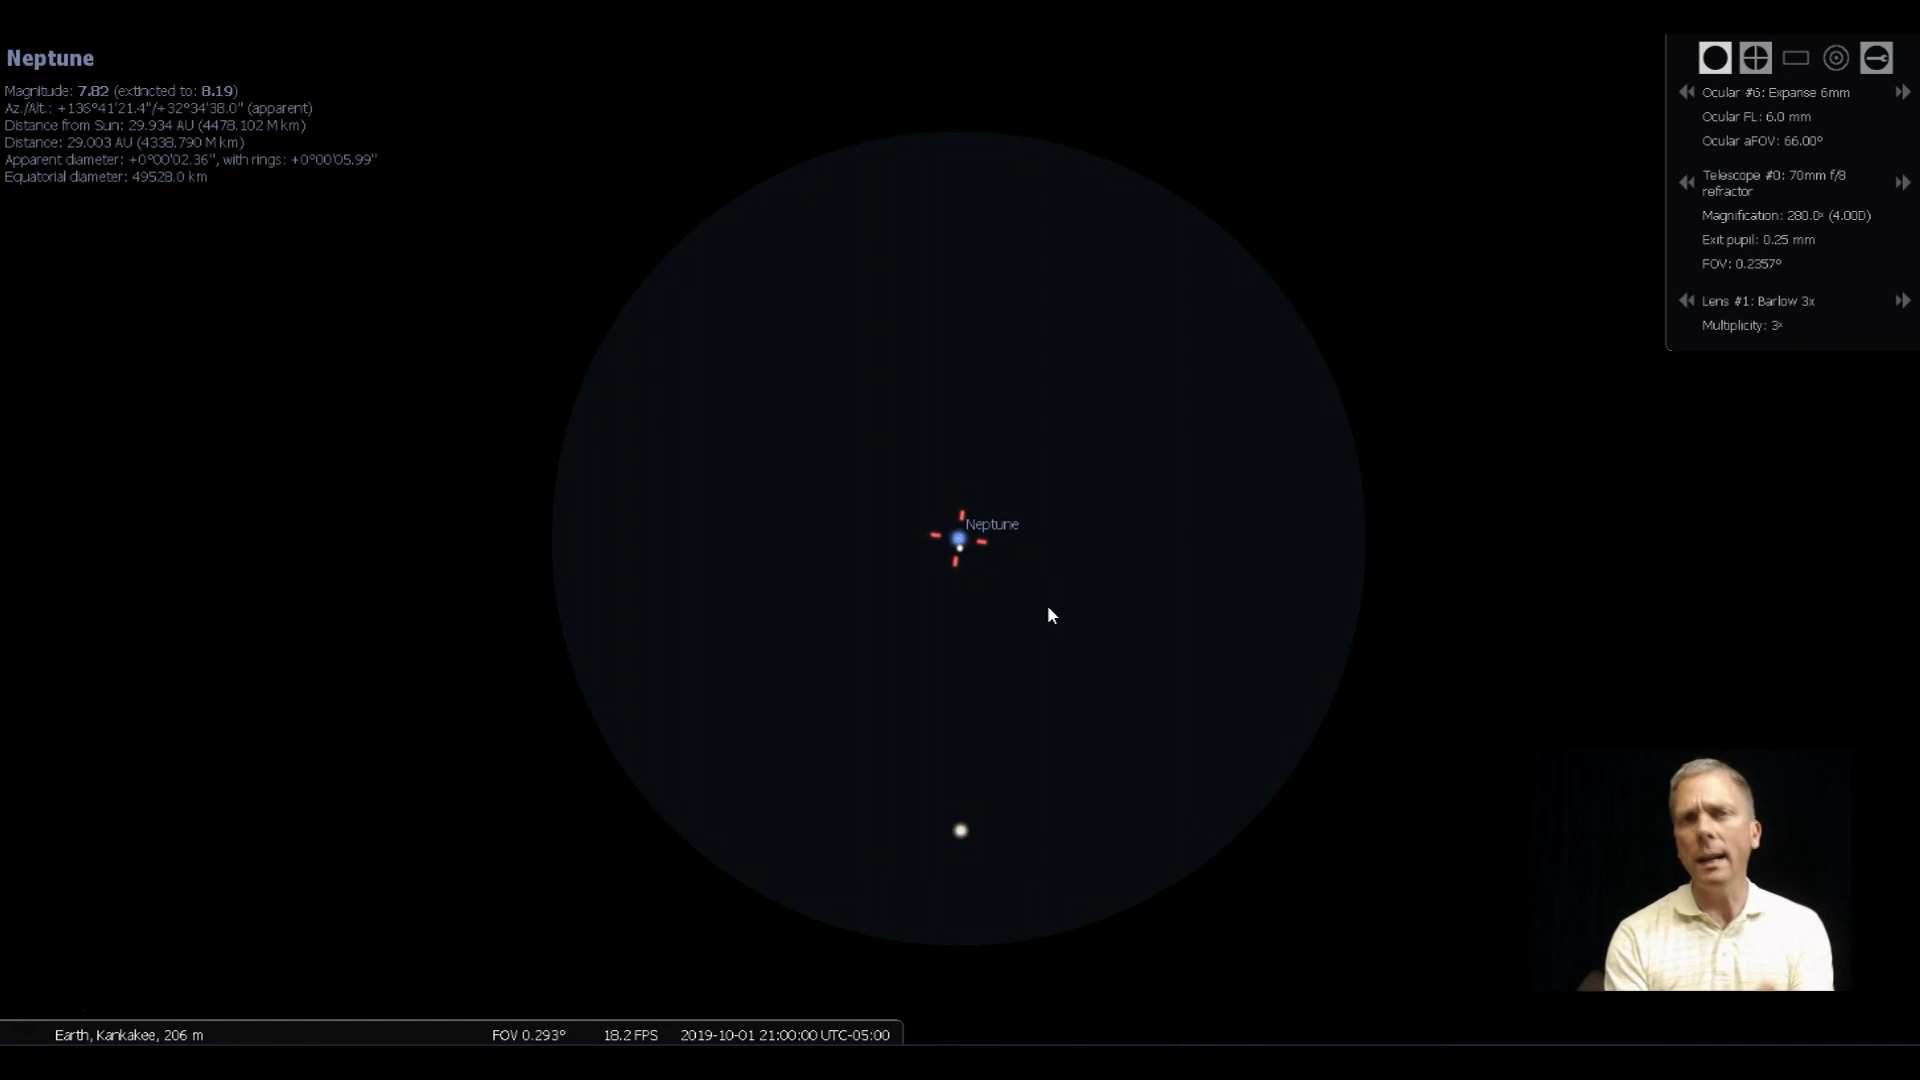 Neptune
Magnitude: 7.82 (extincted to: 8.19)
Az./Alt.: +136°41'21.4"/+32°34'38.0" (apparent)
Distance from Sun: 29.934 AU (4478.102 M km)
Distance: 29.003 AU (4338.790 M km)
Apparent diameter: +0°00'02.36", with rings: +0°00'05.99"
Equatorial diameter: 49528.0 km
Ocular #6: Expanse 6mm
Ocular FL: 6.0 mm
Ocular aFOV: 66.00°
Telescope #0: 70mm f/8
refractor
Magnification: 280.0× (4.00D)
Exit pupil: 0.25 mm
FOV: 0.2357°
Lens #1: Barlow 3x
Multiplicity: 3×
Neptune
Earth, Kankakee, 206 m
FOV 0.293°
18.2 FPS
2019-10-01 21:00:00 UTC-05:00